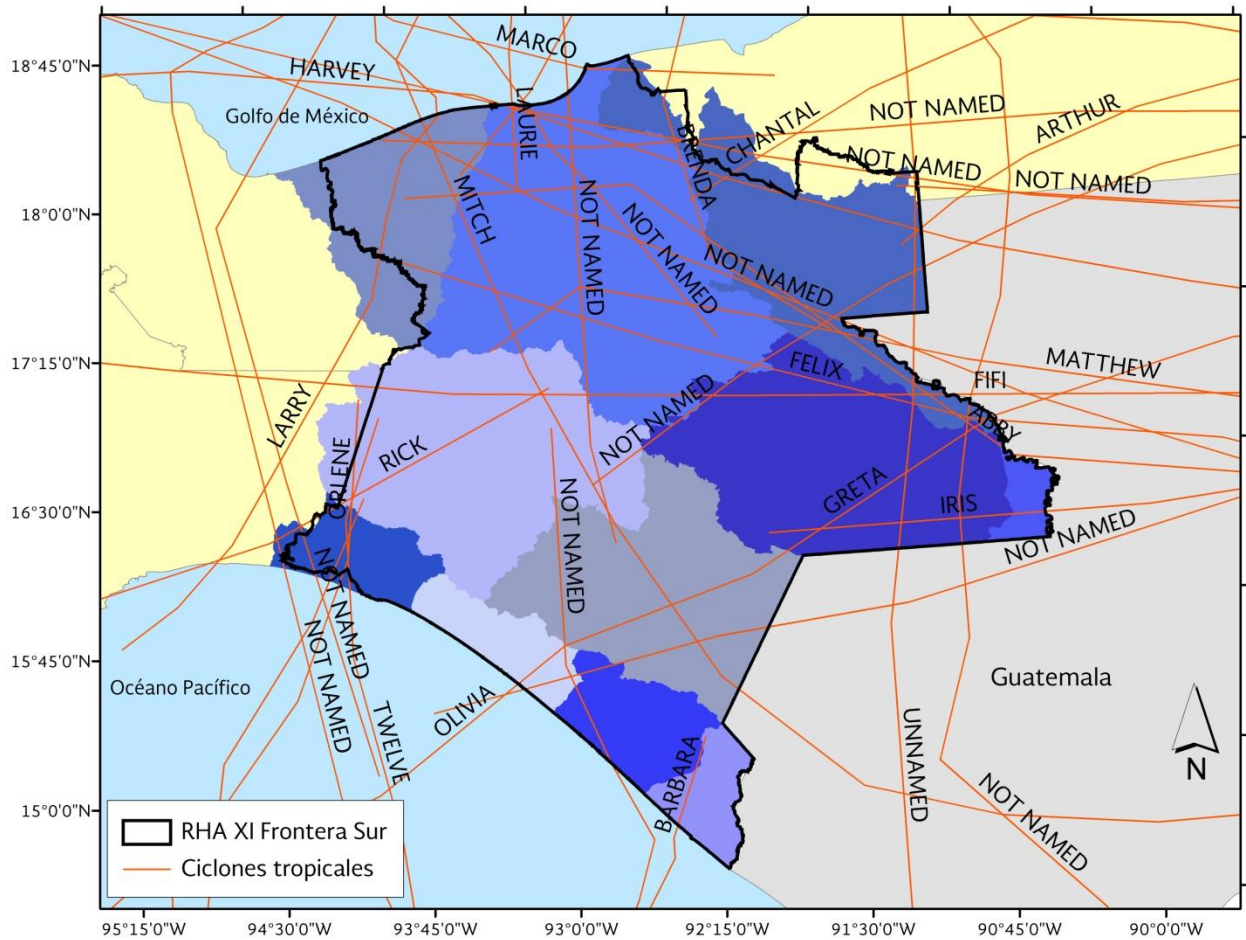 MARCO
18°45'0"N
HARVEY
Golfo de México
LAURIE
BRENDA
CHANTAL
NOT NAMED
ARTHUR
NOT NAMED
NOT NAMED
18°0'0"N
MITCH
NOT NAMED
NOT NAMED
NOT NAMED
17°15'0"N
FELIX
MATTHEW
FIFI
LARRY
ABBY
NOT NAMED
RICK
ORLENE
GRETA
IRIS
16°30'0"N
NOT NAMED
NOT NAMED
NOT NAMED
NOT NAMED
15°45'0"N
Océano Pacífico
OLIVIA
TWELVE
Guatemala
UNNAMED
BARBARA
NOT NAMED
N
15°0'0"N
RHA XI Frontera Sur
Ciclones tropicales
95°15'0"W
94°30'0"W
93°45'0"W
93°0'0"W
92°15'0"W
91°30'0"W
90°45'0"W
90°0'0"W